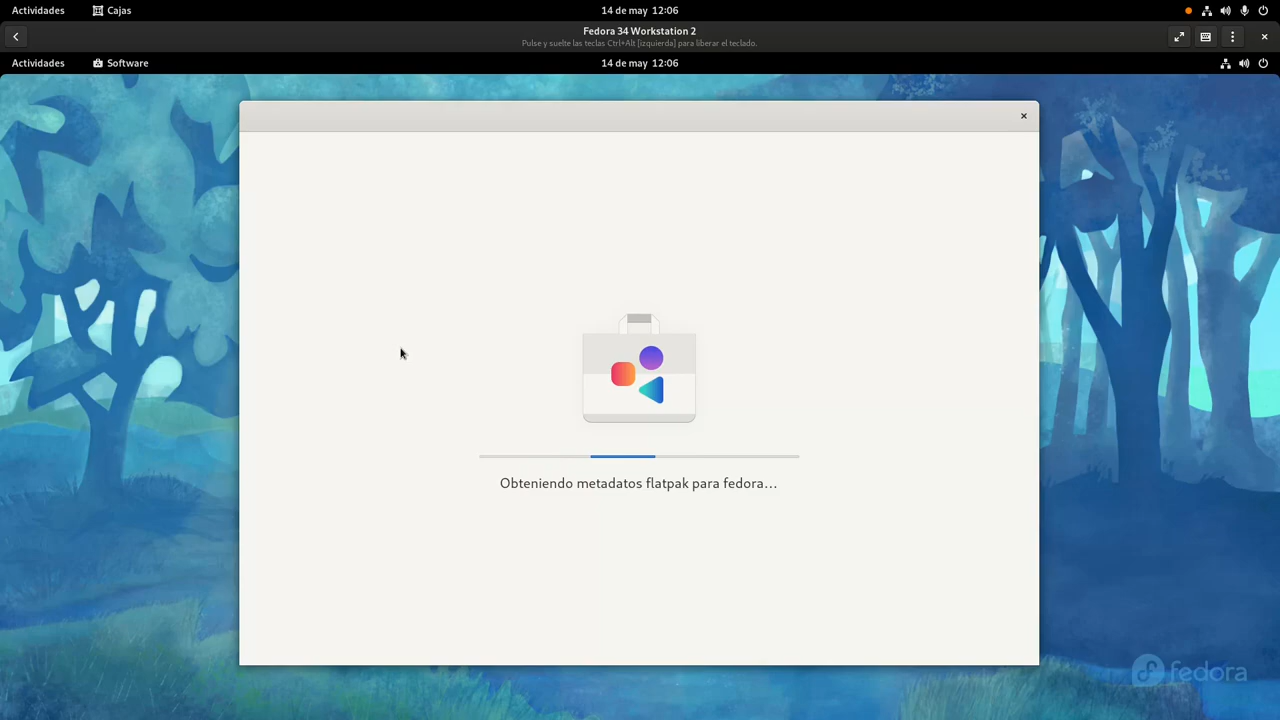 Actividades
Cajas
14 de may 12:06
Fedora 34 Workstation 2
Pulse y suelte las teclas Ctrl+Alt [izquierda] para liberar el teclado.
Actividades
Software
14 de may 12:06
Obteniendo metadatos flatpak para fedora…
fedora